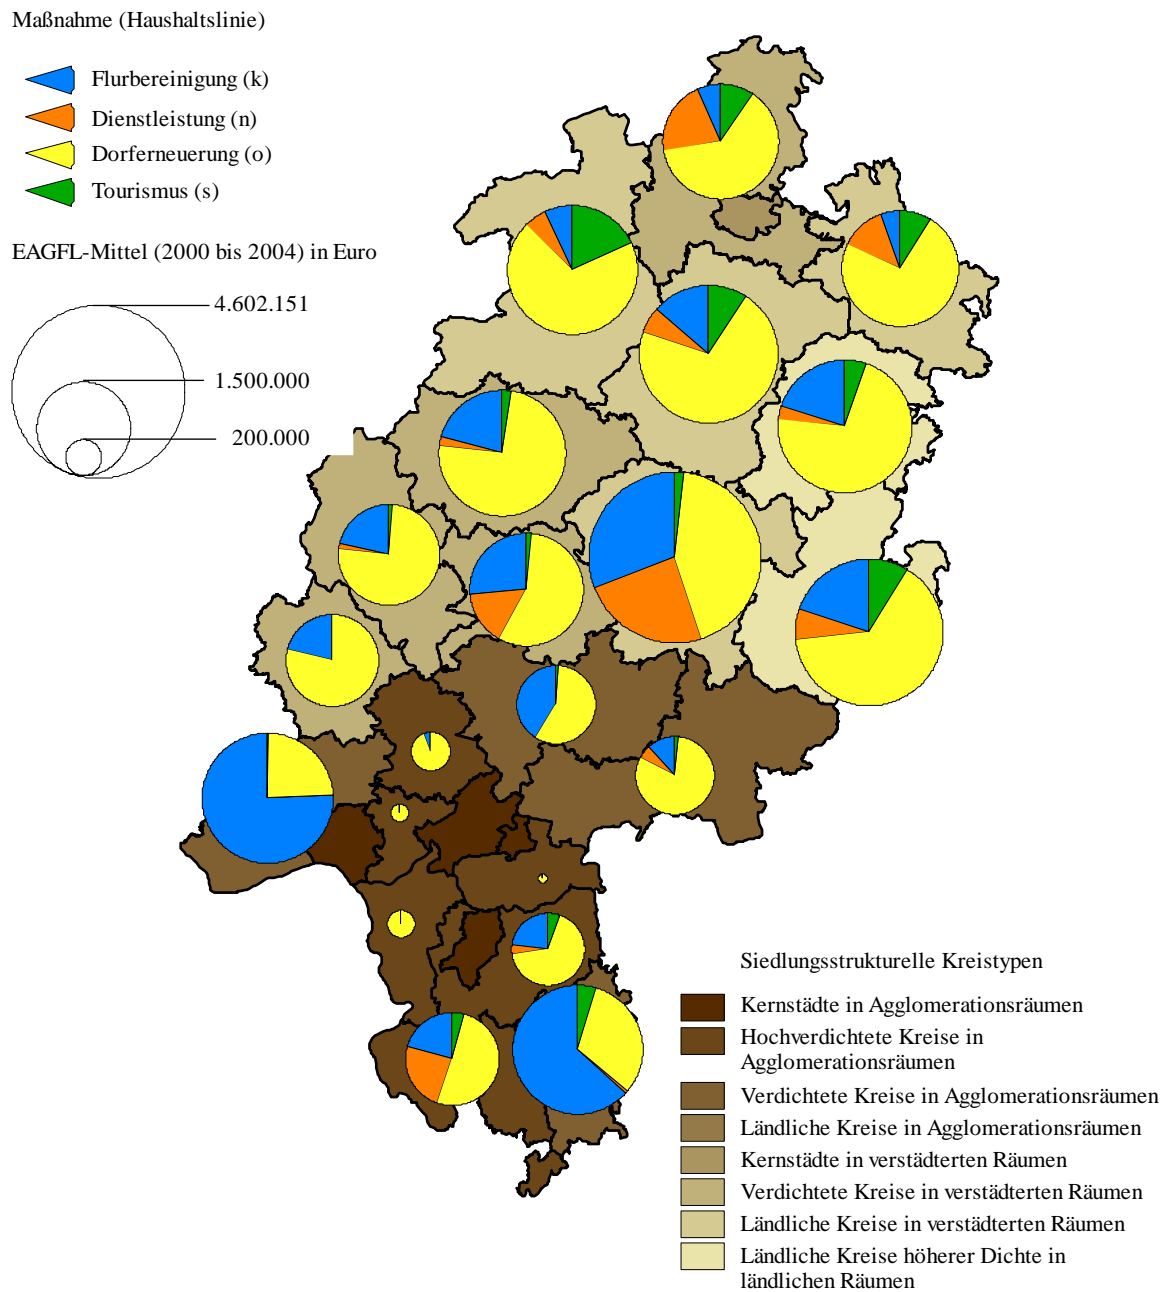 Maßnahme (Haushaltslinie)
Flurbereinigung (k)
Dienstleistung (n)
Dorferneuerung (o)
Tourismus (s)
EAGFL-Mittel (2000 bis 2004) in Euro
4.602.151
1.500.000
200.000
Siedlungsstrukturelle Kreistypen
Kernstädte in Agglomerationsräumen
Hochverdichtete Kreise in
Agglomerationsräumen
Verdichtete Kreise in Agglomerationsräumen
Ländliche Kreise in Agglomerationsräumen
Kernstädte in verstädterten Räumen
Verdichtete Kreise in verstädterten Räumen
Ländliche Kreise in verstädterten Räumen
Ländliche Kreise höherer Dichte in
ländlichen Räumen